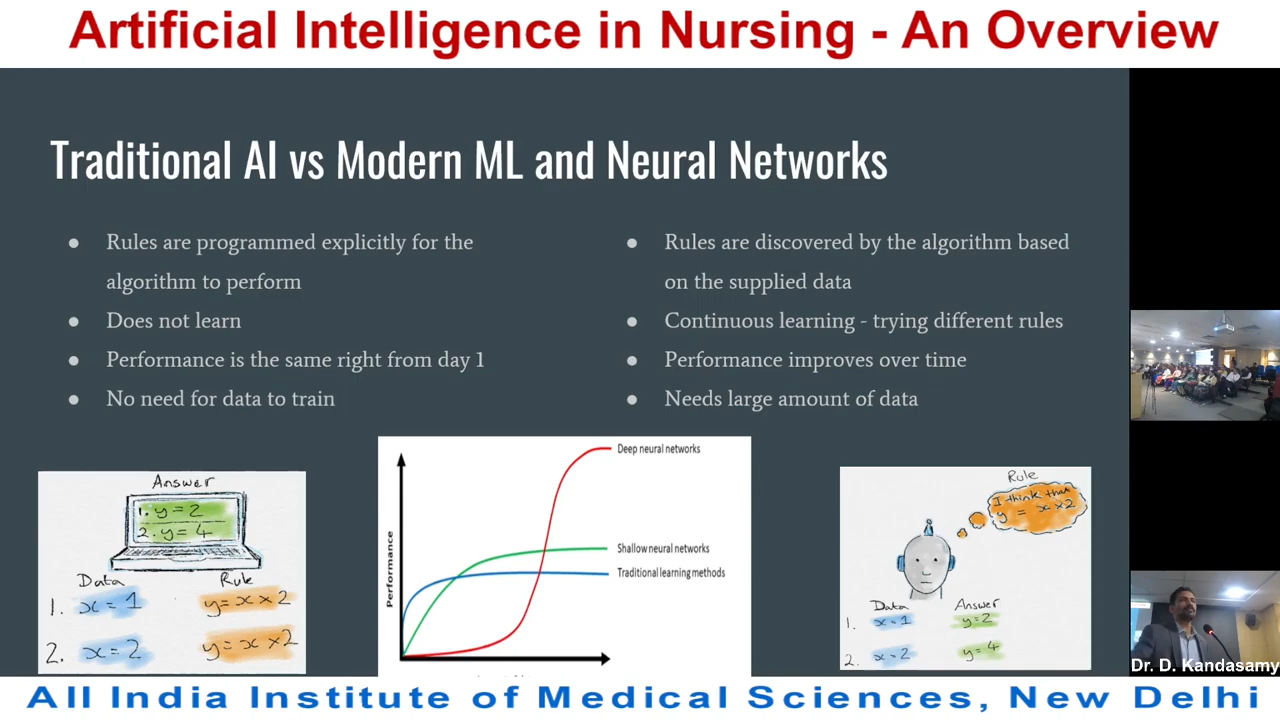 Artificial Intelligence in Nursing - An Overview
Traditional AI vs Modern ML and Neural Networks
● Rules are programmed explicitly for the
algorithm to perform
● Does not learn
● Performance is the same right from day 1
● No need for data to train
● Rules are discovered by the algorithm based
on the supplied data
● Continuous learning - trying different rules
● Performance improves over time
● Needs large amount of data
Answer
1. y=2
2. y=4
Data Rule
1. x=1 y=x×2
2. x=2 y=x×2
Performance
Deep neural networks
Shallow neural networks
Traditional learning methods
Rule
I think that
y = x×2
Data Answer
1. x=1 y=2
2. x=2 y=4
Dr. D. Kandasamy
All India Institute of Medical Sciences, New Delhi